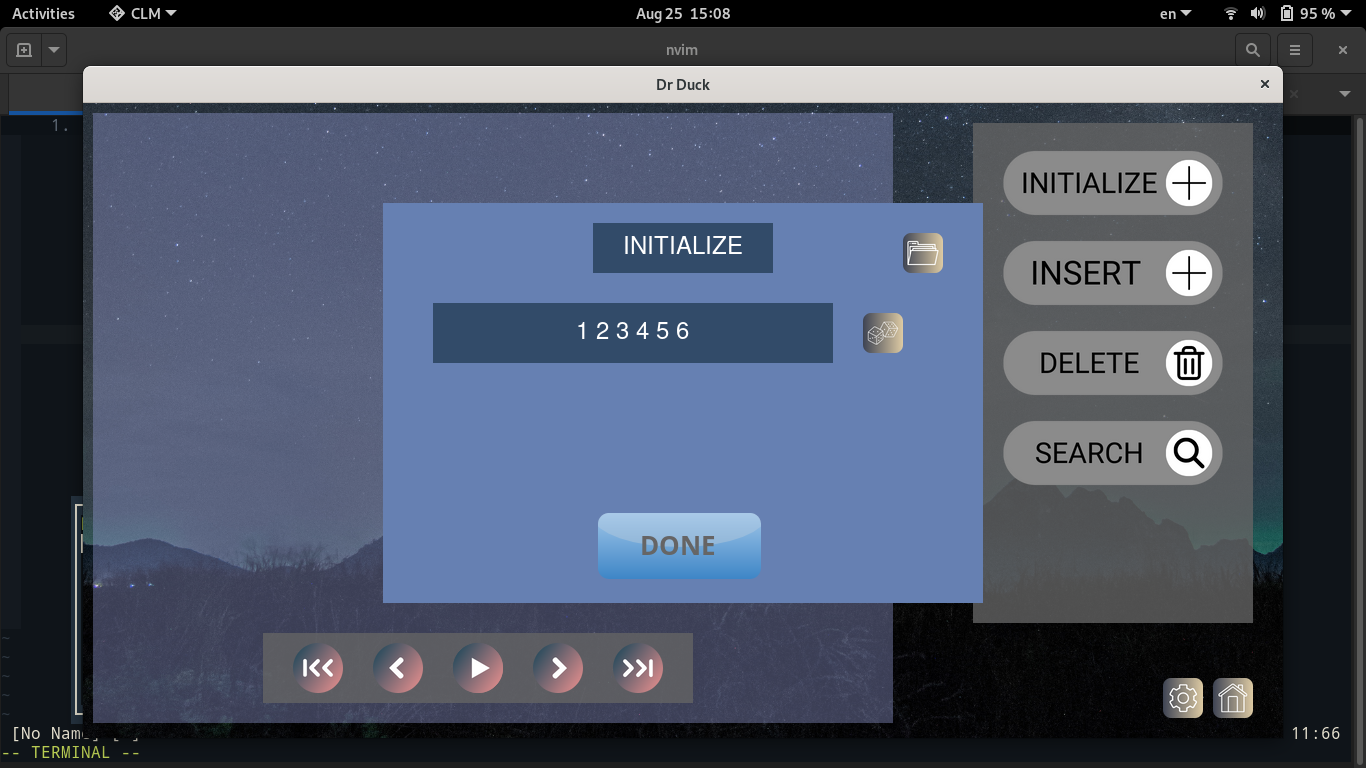 Activities CLM Aug 25 15:08 en 95 %
nvim
Dr Duck
1.
INITIALIZE
INITIALIZE
INSERT
1 2 3 4 5 6
DELETE
SEARCH
DONE
[No Nam
11:66
-- TERMINAL --